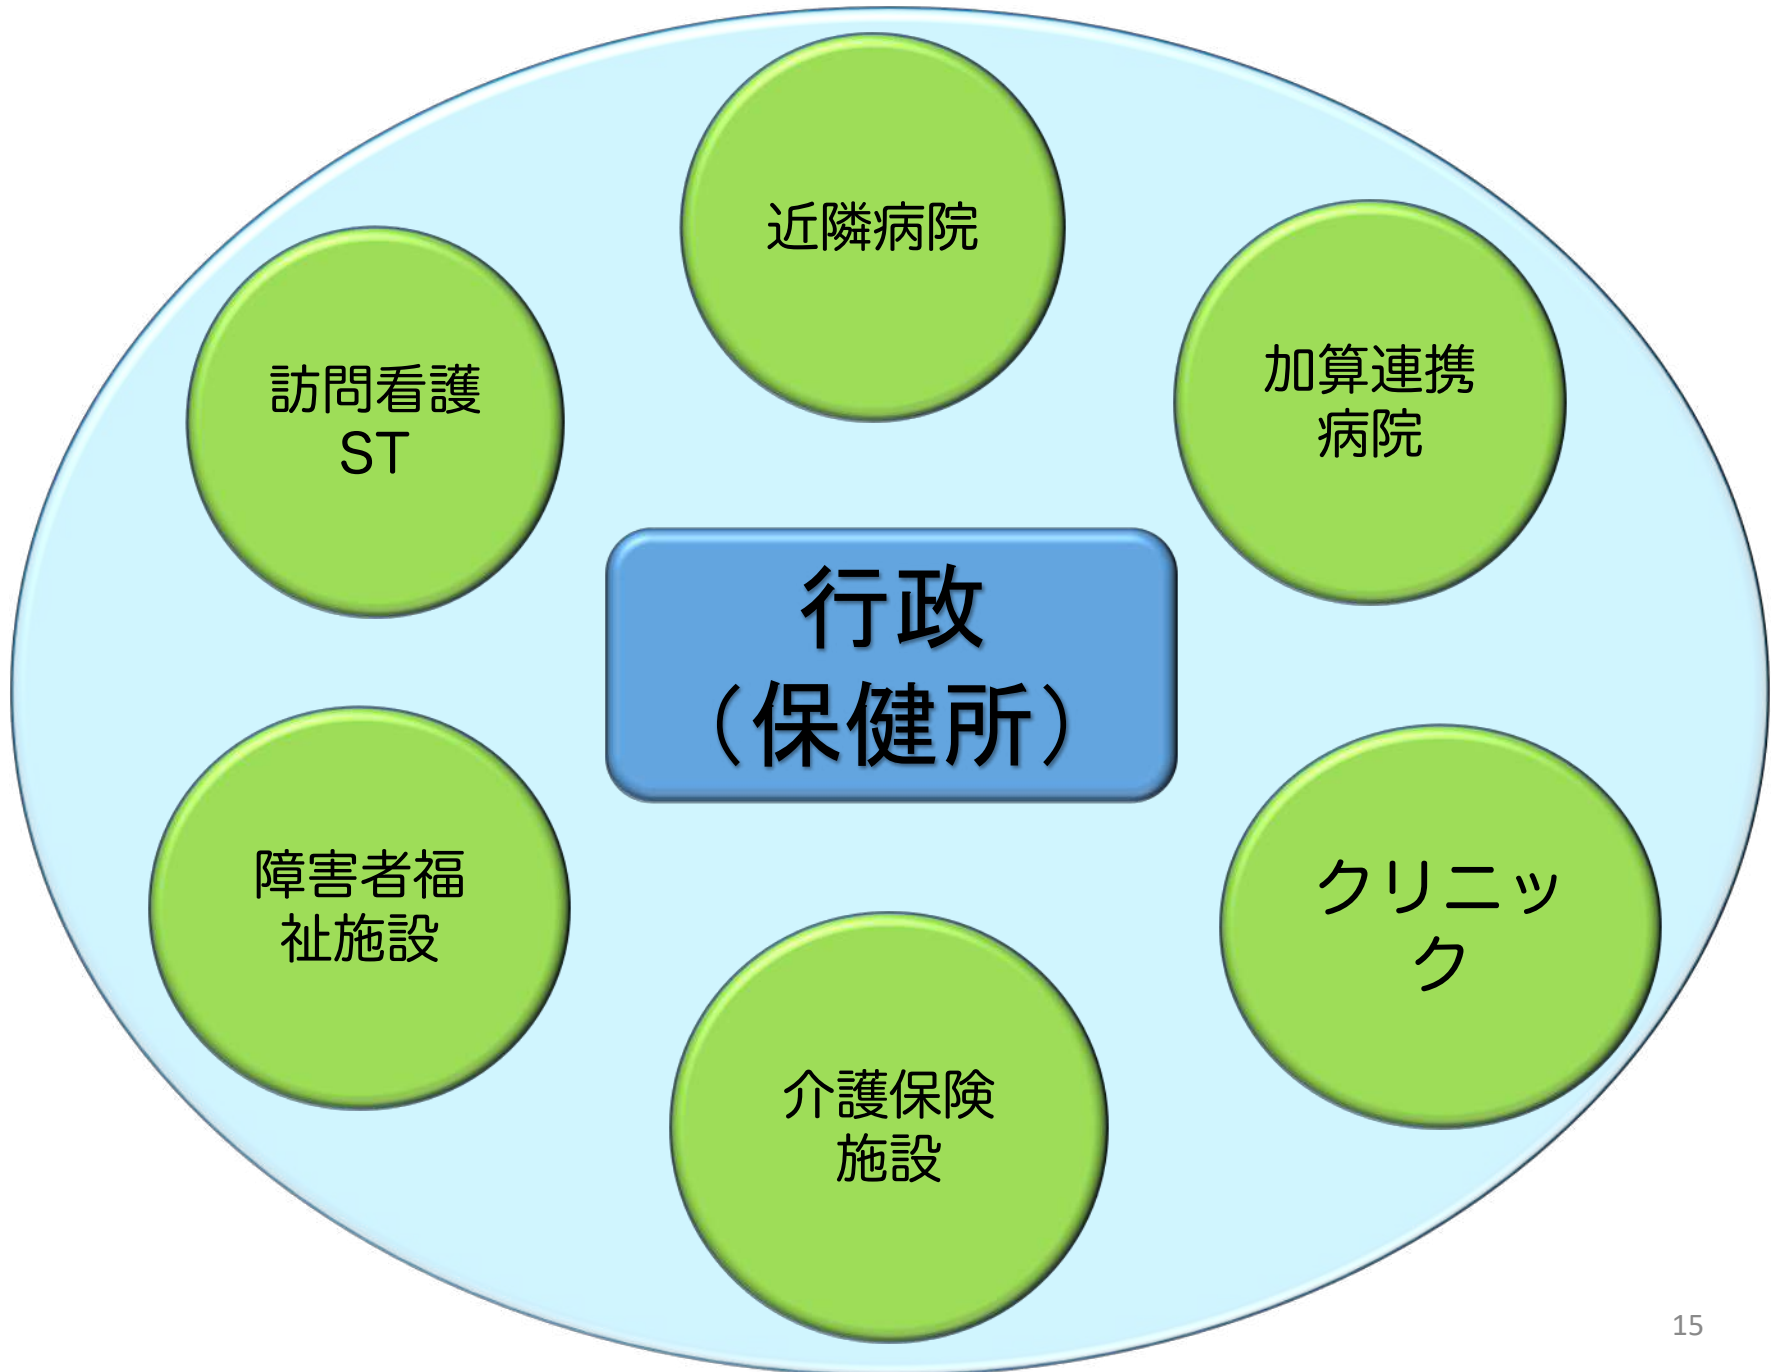 近隣病院
訪問看護
ST
加算連携
病院
行政
（保健所）
障害者福
祉施設
クリニッ
ク
介護保険
施設
15